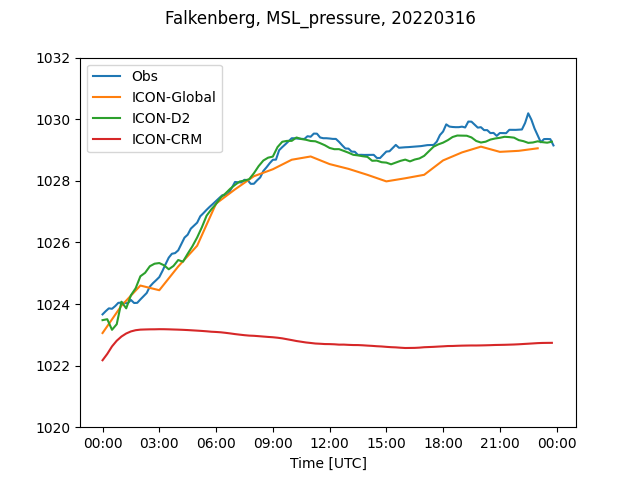 Falkenberg, MSL_pressure, 20220316
1032
1030
1028
1026
1024
1022
1020
Obs
ICON-Global
ICON-D2
ICON-CRM
00:00 03:00 06:00 09:00 12:00 15:00 18:00 21:00 00:00
Time [UTC]